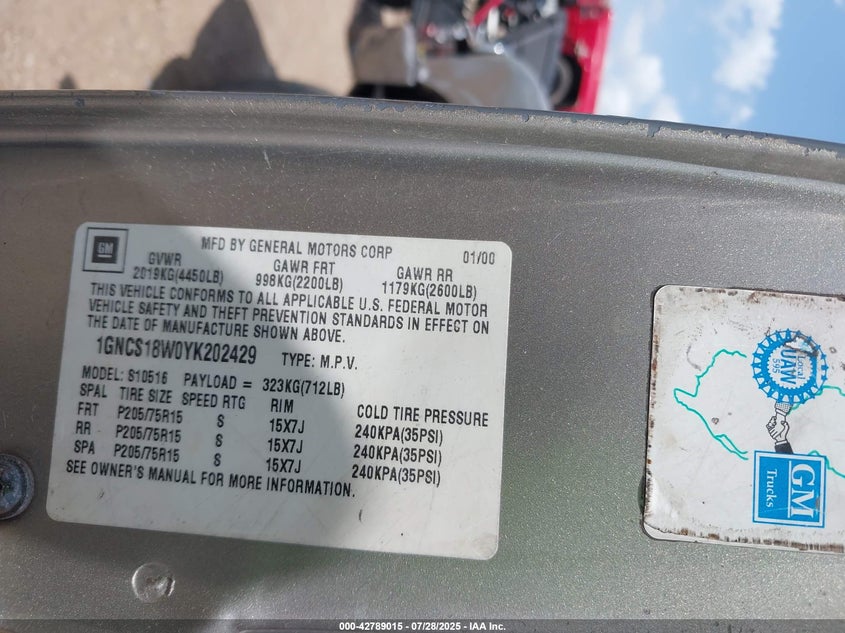 GM
MFD BY GENERAL MOTORS CORP 01/00
GVWR GAWR FRT GAWR RR
2019KG(4450LB) 998KG(2200LB) 1179KG(2600LB)
THIS VEHICLE CONFORMS TO ALL APPLICABLE U.S. FEDERAL MOTOR
VEHICLE SAFETY AND THEFT PREVENTION STANDARDS IN EFFECT ON
THE DATE OF MANUFACTURE SHOWN ABOVE.
1GNCS18W0YK202429 TYPE: M.P.V.
MODEL: S10516 PAYLOAD = 323KG(712LB)
SPAL TIRE SIZE SPEED RTG RIM COLD TIRE PRESSURE
FRT P205/75R15 S 15X7J 240KPA(35PSI)
RR P205/75R15 S 15X7J 240KPA(35PSI)
SPA P205/75R15 S 15X7J 240KPA(35PSI)
SEE OWNER'S MANUAL FOR MORE INFORMATION.
Local
UAW
595
GM
Trucks
000-42789015 - 07/28/2025 - IAA Inc.